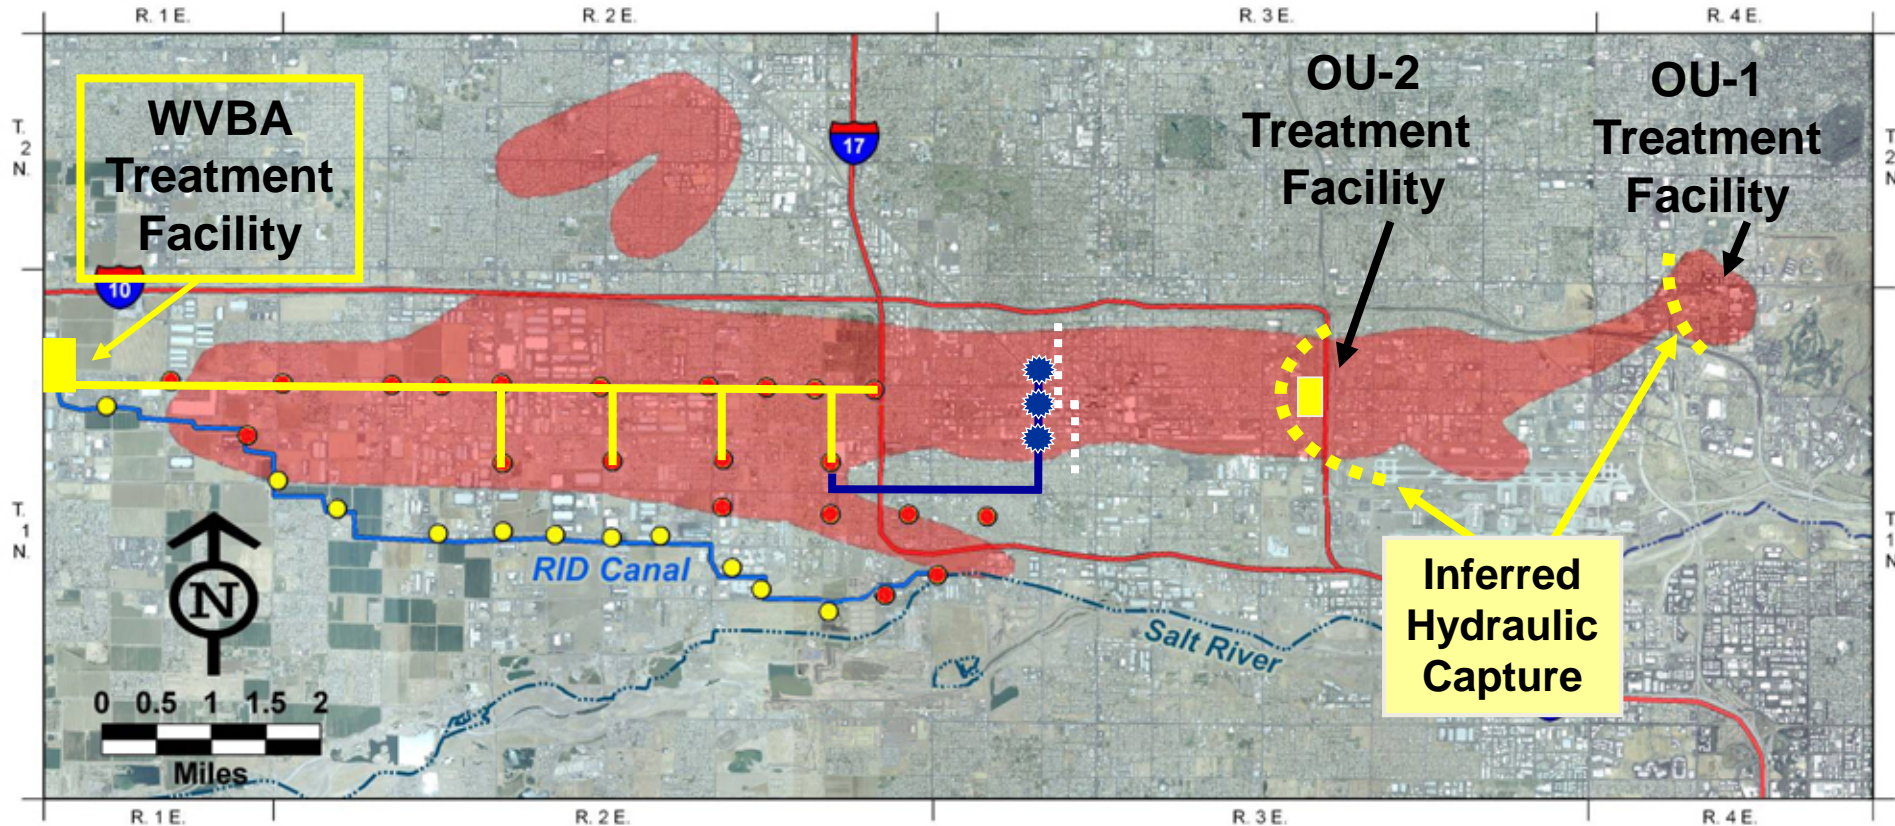 R. 1 E.
R. 2 E.
R. 3 E.
R. 4 E.
T.
2
N.
WVBA
Treatment
Facility
17
OU-2
Treatment
Facility
OU-1
Treatment
Facility
T
2
N
10
T.
1
N.
RID Canal
N
Salt River
Inferred
Hydraulic
Capture
T
1
N
0 0.5 1 1.5 2
Miles
R. 1 E.
R. 2 E.
R. 3 E.
R. 4 E.